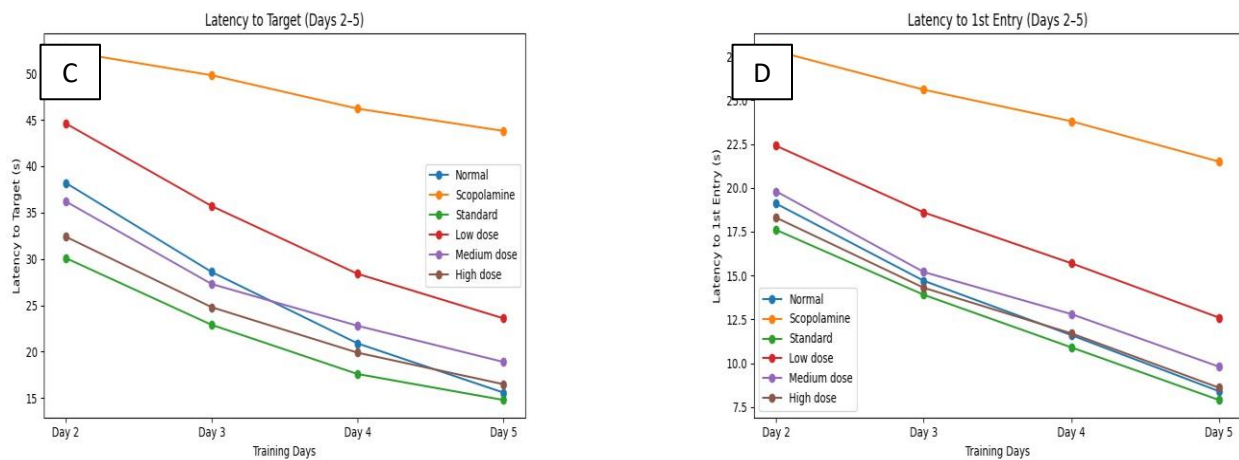 Latency to Target (Days 2–5)
C
50
45
40
35
30
25
20
15
Latency to Target (s)
Normal
Scopolamine
Standard
Low dose
Medium dose
High dose
Day 2 Day 3 Day 4 Day 5
Training Days
Latency to 1st Entry (Days 2–5)
D
25.0
22.5
20.0
17.5
15.0
12.5
10.0
7.5
Latency to 1st Entry (s)
Normal
Scopolamine
Standard
Low dose
Medium dose
High dose
Day 2 Day 3 Day 4 Day 5
Training Days